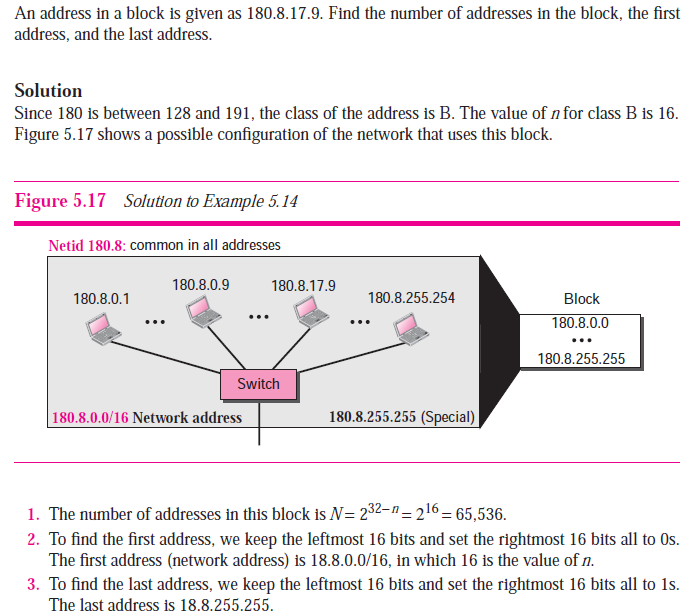 An address in a block is given as 180.8.17.9. Find the number of addresses in the block, the first
address, and the last address.
Solution
Since 180 is between 128 and 191, the class of the address is B. The value of n for class B is 16.
Figure 5.17 shows a possible configuration of the network that uses this block.
Figure 5.17 Solution to Example 5.14
Netid 180.8: common in all addresses
180.8.0.1
180.8.0.9
180.8.17.9
180.8.255.254
•••
•••
•••
Switch
180.8.0.0/16 Network address
180.8.255.255 (Special)
Block
180.8.0.0
•••
180.8.255.255
1. The number of addresses in this block is N = 2³²⁻ⁿ = 2¹⁶ = 65,536.
2. To find the first address, we keep the leftmost 16 bits and set the rightmost 16 bits all to 0s.
The first address (network address) is 18.8.0.0/16, in which 16 is the value of n.
3. To find the last address, we keep the leftmost 16 bits and set the rightmost 16 bits all to 1s.
The last address is 18.8.255.255.